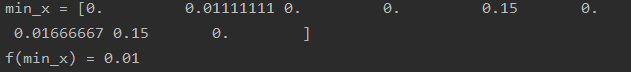 min_x = [0.         0.01111111 0.         0.         0.15       0.
 0.01666667 0.15       0.        ]
f(min_x) = 0.01